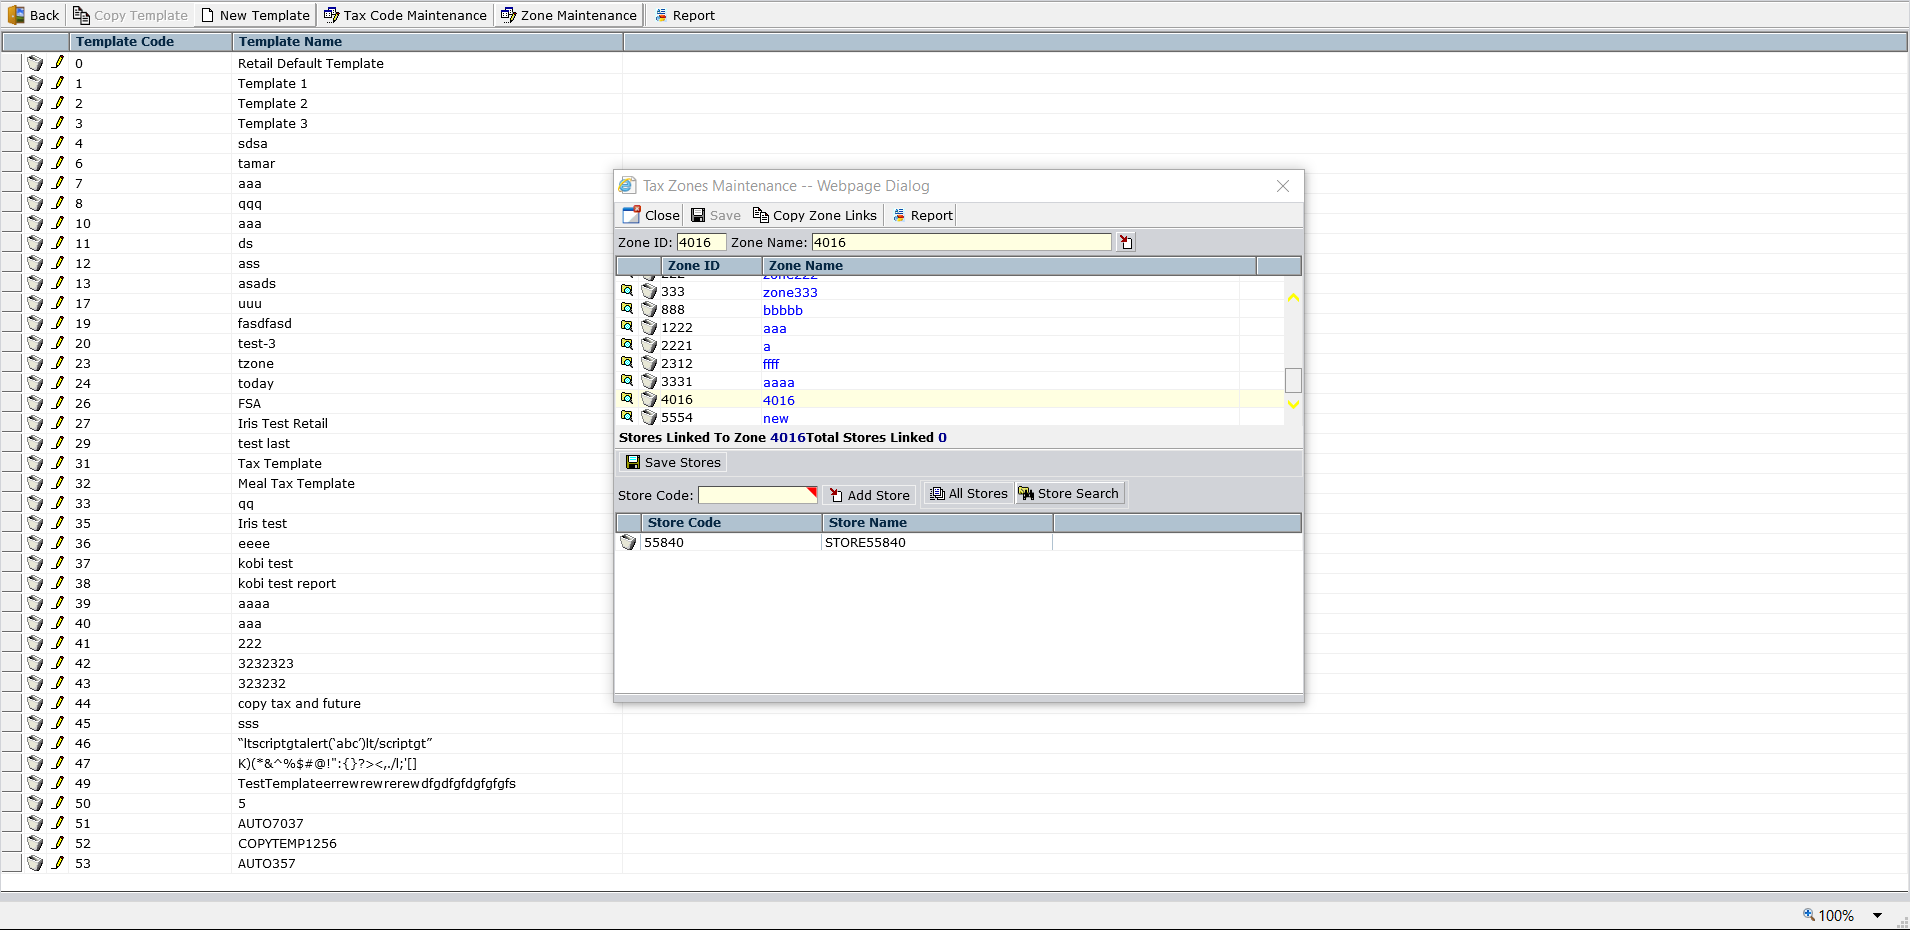 Back Copy Template New Template Tax Code Maintenance Zone Maintenance Report
Template Code Template Name
0 Retail Default Template
1 Template 1
2 Template 2
3 Template 3
4 sdsa
6 tamar
7 aaa
8 qqq
10 aaa
11 ds
12 ass
13 asads
17 uuu
19 fasdfasd
20 test-3
23 tzone
24 today
26 FSA
27 Iris Test Retail
29 test last
31 Tax Template
32 Meal Tax Template
33 qq
35 Iris test
36 eeee
37 kobi test
38 kobi test report
39 aaaa
40 aaa
41 222
42 3232323
43 323232
44 copy tax and future
45 sss
46 “ltscriptgtalert(‘abc’)lt/scriptgt”
47 K)(*&^%$#@!":{}?><,./l;'[]
49 TestTemplateerrewrewrerewdfgdfgfdgfgfgfs
50 5
51 AUTO7037
52 COPYTEMP1256
53 AUTO357
Tax Zones Maintenance -- Webpage Dialog
Close Save Copy Zone Links Report
Zone ID: 4016 Zone Name: 4016
Zone ID Zone Name
222 zone222
333 zone333
888 bbbbb
1222 aaa
2221 a
2312 ffff
3331 aaaa
4016 4016
5554 new
Stores Linked To Zone 4016Total Stores Linked 0
Save Stores
Store Code: Add Store All Stores Store Search
Store Code Store Name
55840 STORE55840
100%